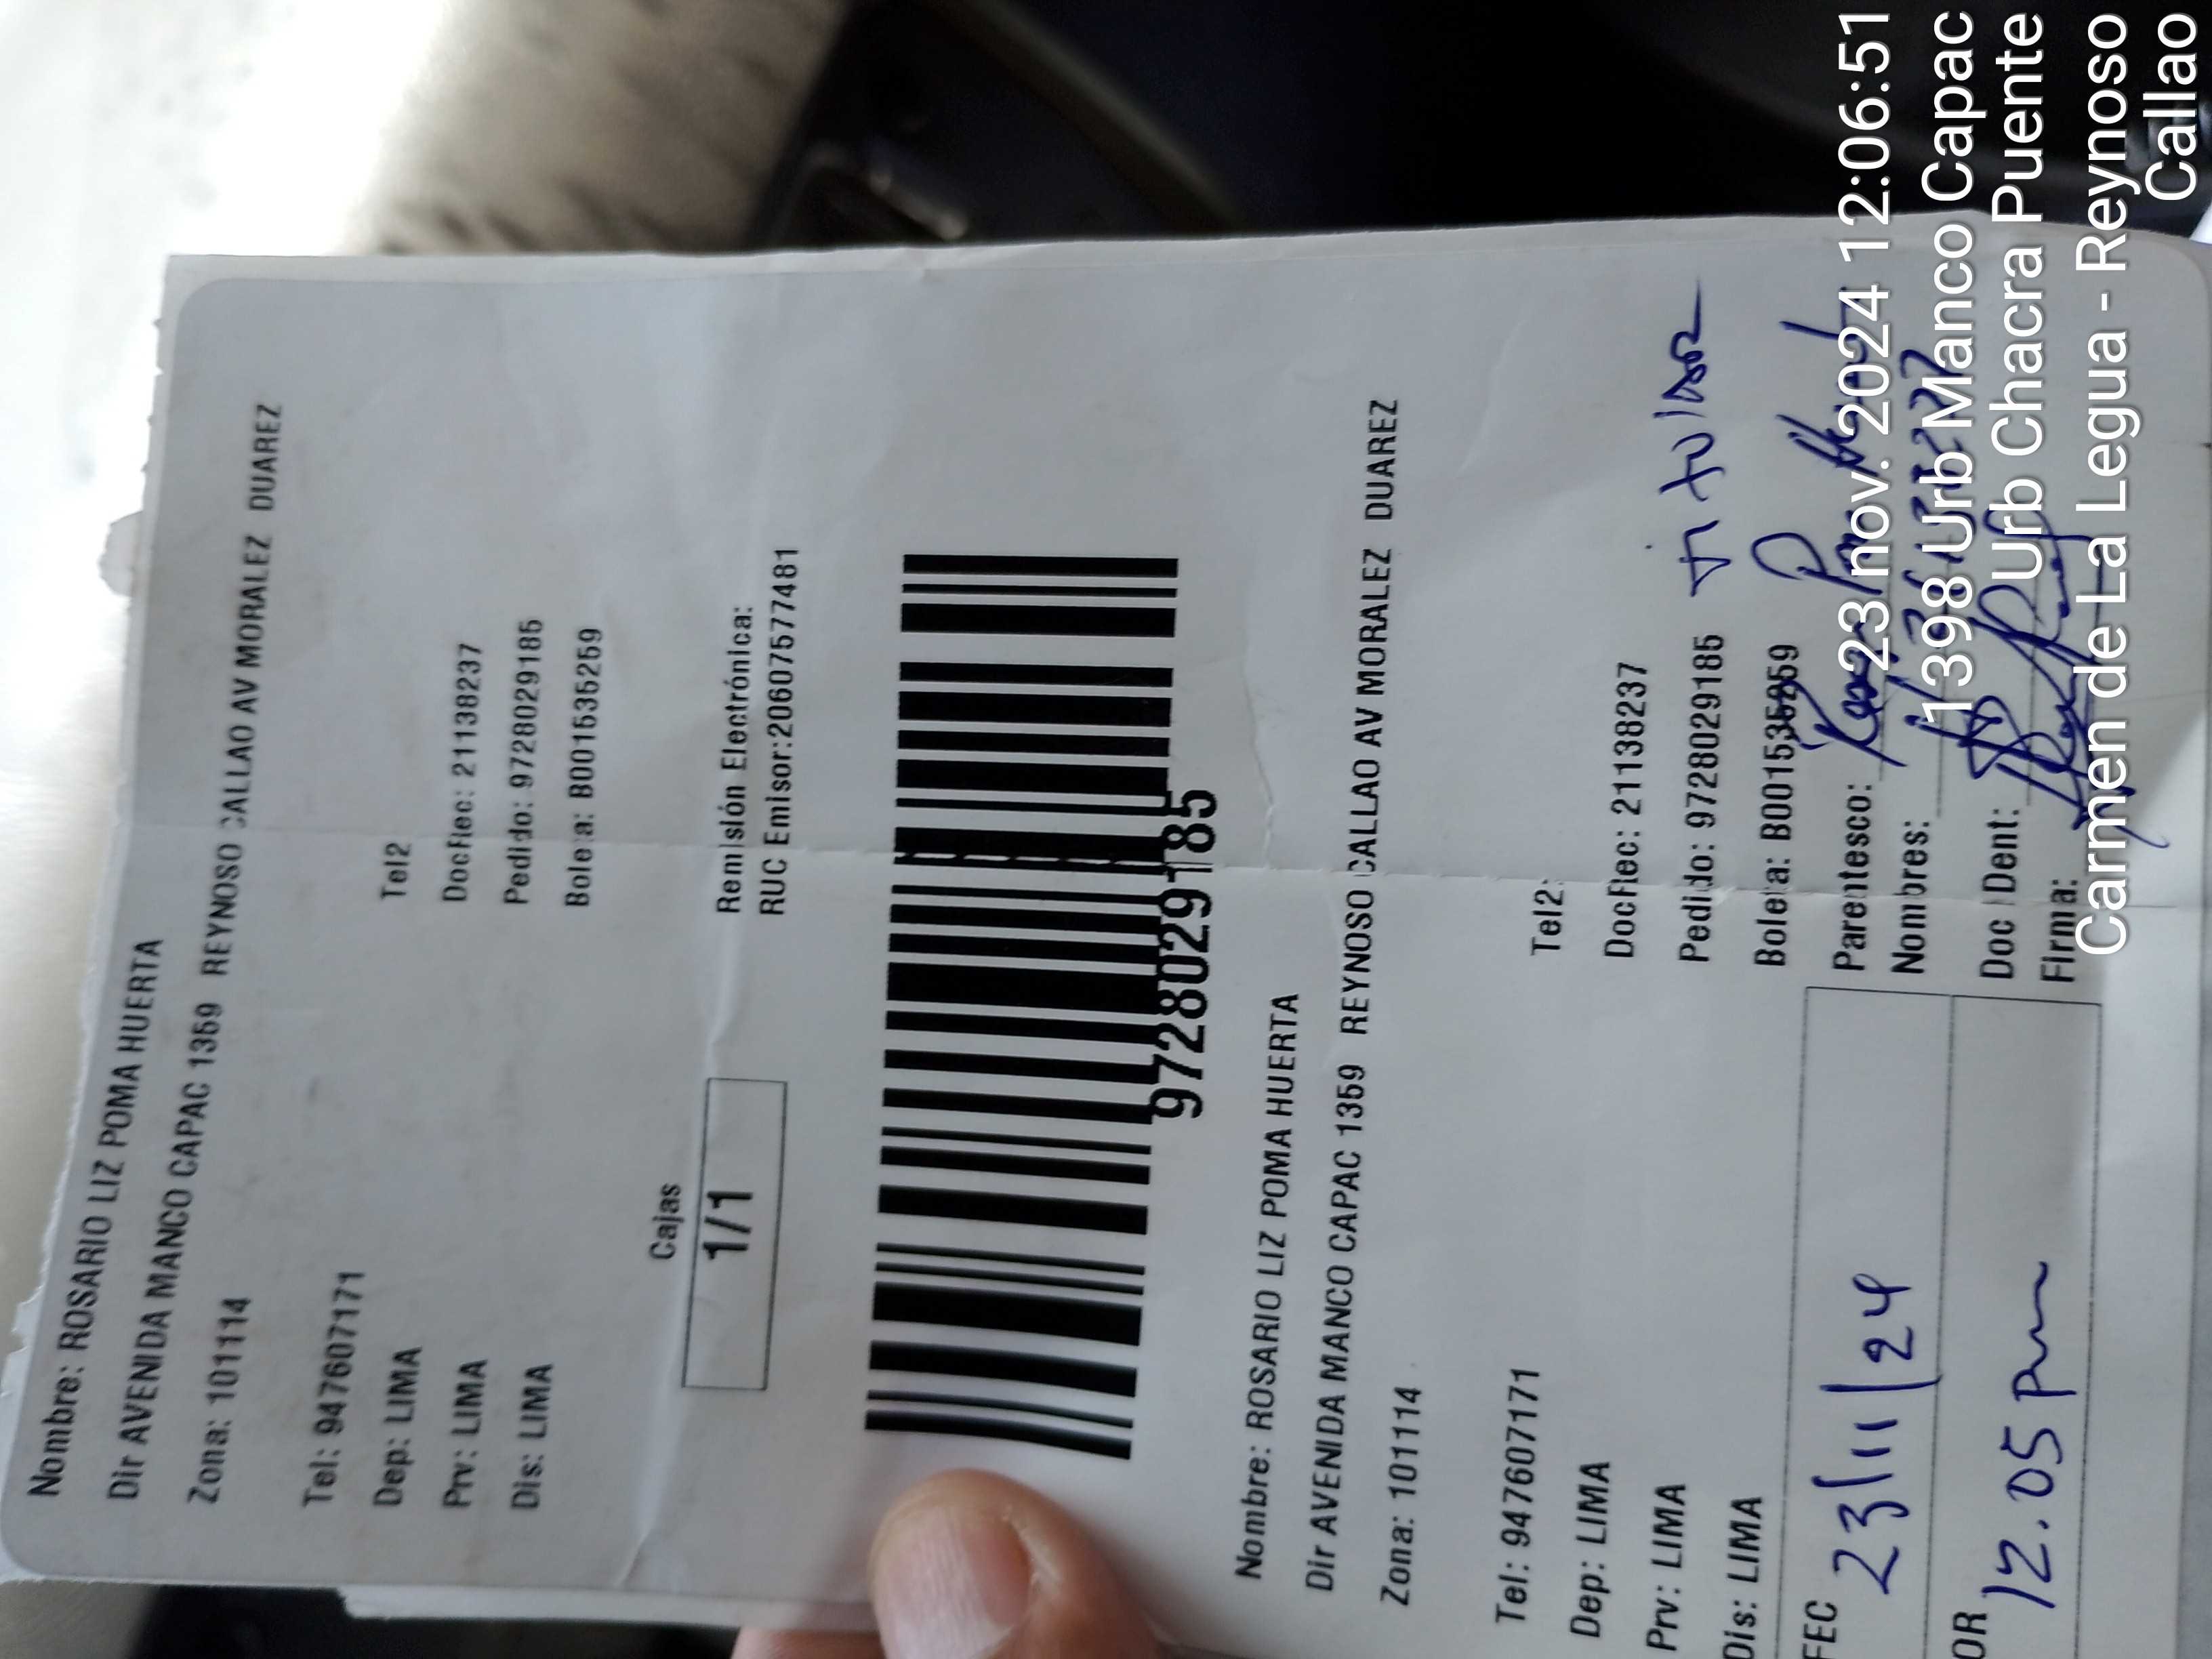 Nombre: ROSARIO LIZ POMA HUERTA
Dir AVENIDA MANCO CAPAC 1359 REYNOSO CALLAO AV MORALEZ DUAREZ
Zona: 101114
Tel: 947607171
Tel2
Dep: LIMA
DocRec: 21138237
Prv: LIMA
Pedido: 9728029185
Dis: LIMA
Boleta: B001535259
Cajas
1/1
Remisión Electrónica:
RUC Emisor:20607577481
9728029185
Nombre: ROSARIO LIZ POMA HUERTA
Dir AVENIDA MANCO CAPAC 1359 REYNOSO CALLAO AV MORALEZ DUAREZ
Zona: 101114
Tel: 947607171
Tel2:
Dep: LIMA
DocRec: 21138237
Prv: LIMA
Pedido: 9728029185
Dis: LIMA
Boleta: B001535259
FEC 23/11/24
OR 12.05 pm
Parentesco: Titular
Nombres:
Doc Dent:
Firma:
23 nov. 2024 12:06:51
1398 Urb Manco Capac
Urb Chacra Puente
Carmen de La Legua - Reynoso
Callao